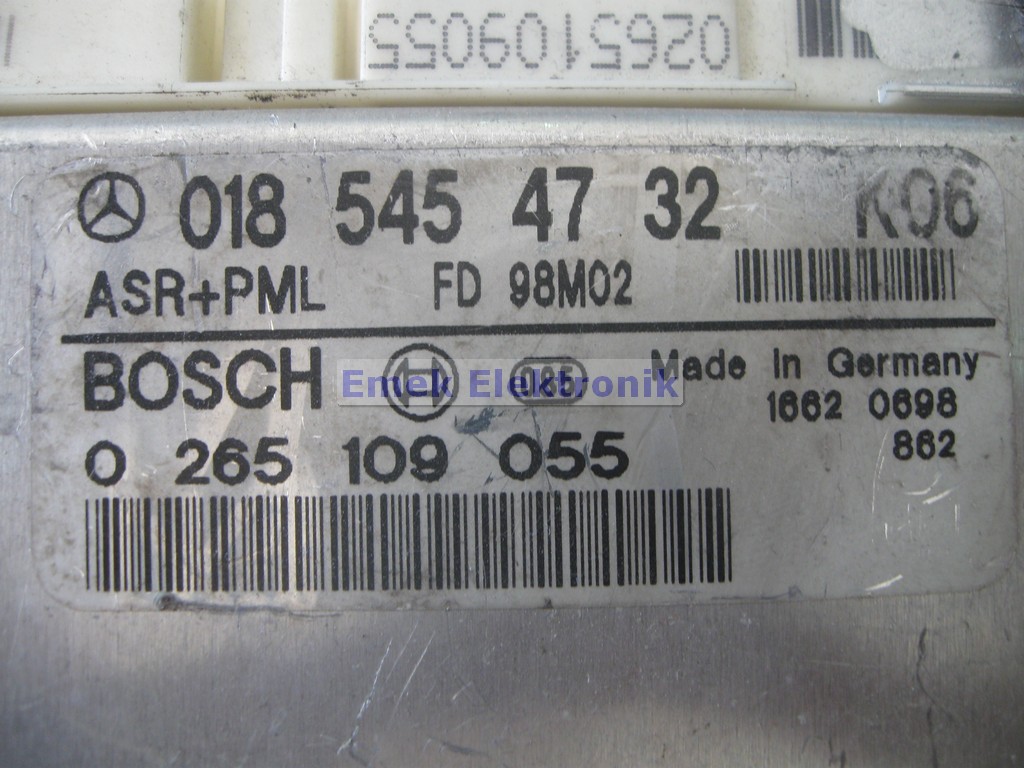 0265109055
018 545 47 32 K06
ASR+PML FD 98M02
BOSCH Made in Germany
Emek Elektronik
1662 0698
0 265 109 055
862